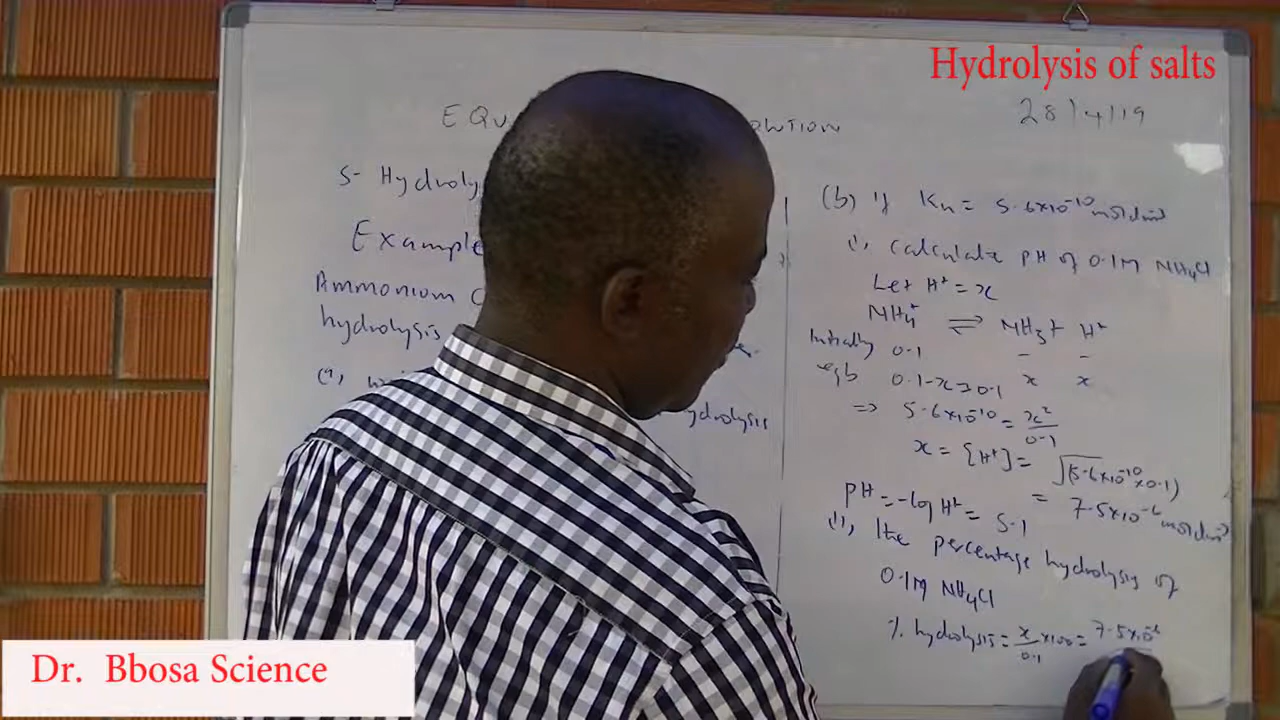 Hydrolysis of salts
28/4/19
EQU
5- Hydroly
Example
Ammonium C
hydrolysis
(a)
ydrolysis
(b) if Kh = 5.6x10⁻¹⁰ moldm⁻³
(i) calculate pH of 0.1M NH4Cl
Let H⁺ = x
NH4⁺ ⇌ NH3 + H⁺
Initially 0.1 - -
eqb 0.1-x≃0.1 x x
=> 5.6x10⁻¹⁰ = x²/0.1
x = [H⁺] = √(5.6x10⁻¹⁰x0.1)
= 7.5x10⁻⁶ moldm⁻³
pH = -log H⁺ = 5.1
(ii) the percentage hydrolysis of
0.1M NH4Cl
% hydrolysis = x/0.1 x100 = 7.5x10⁻⁶
Dr. Bbosa Science